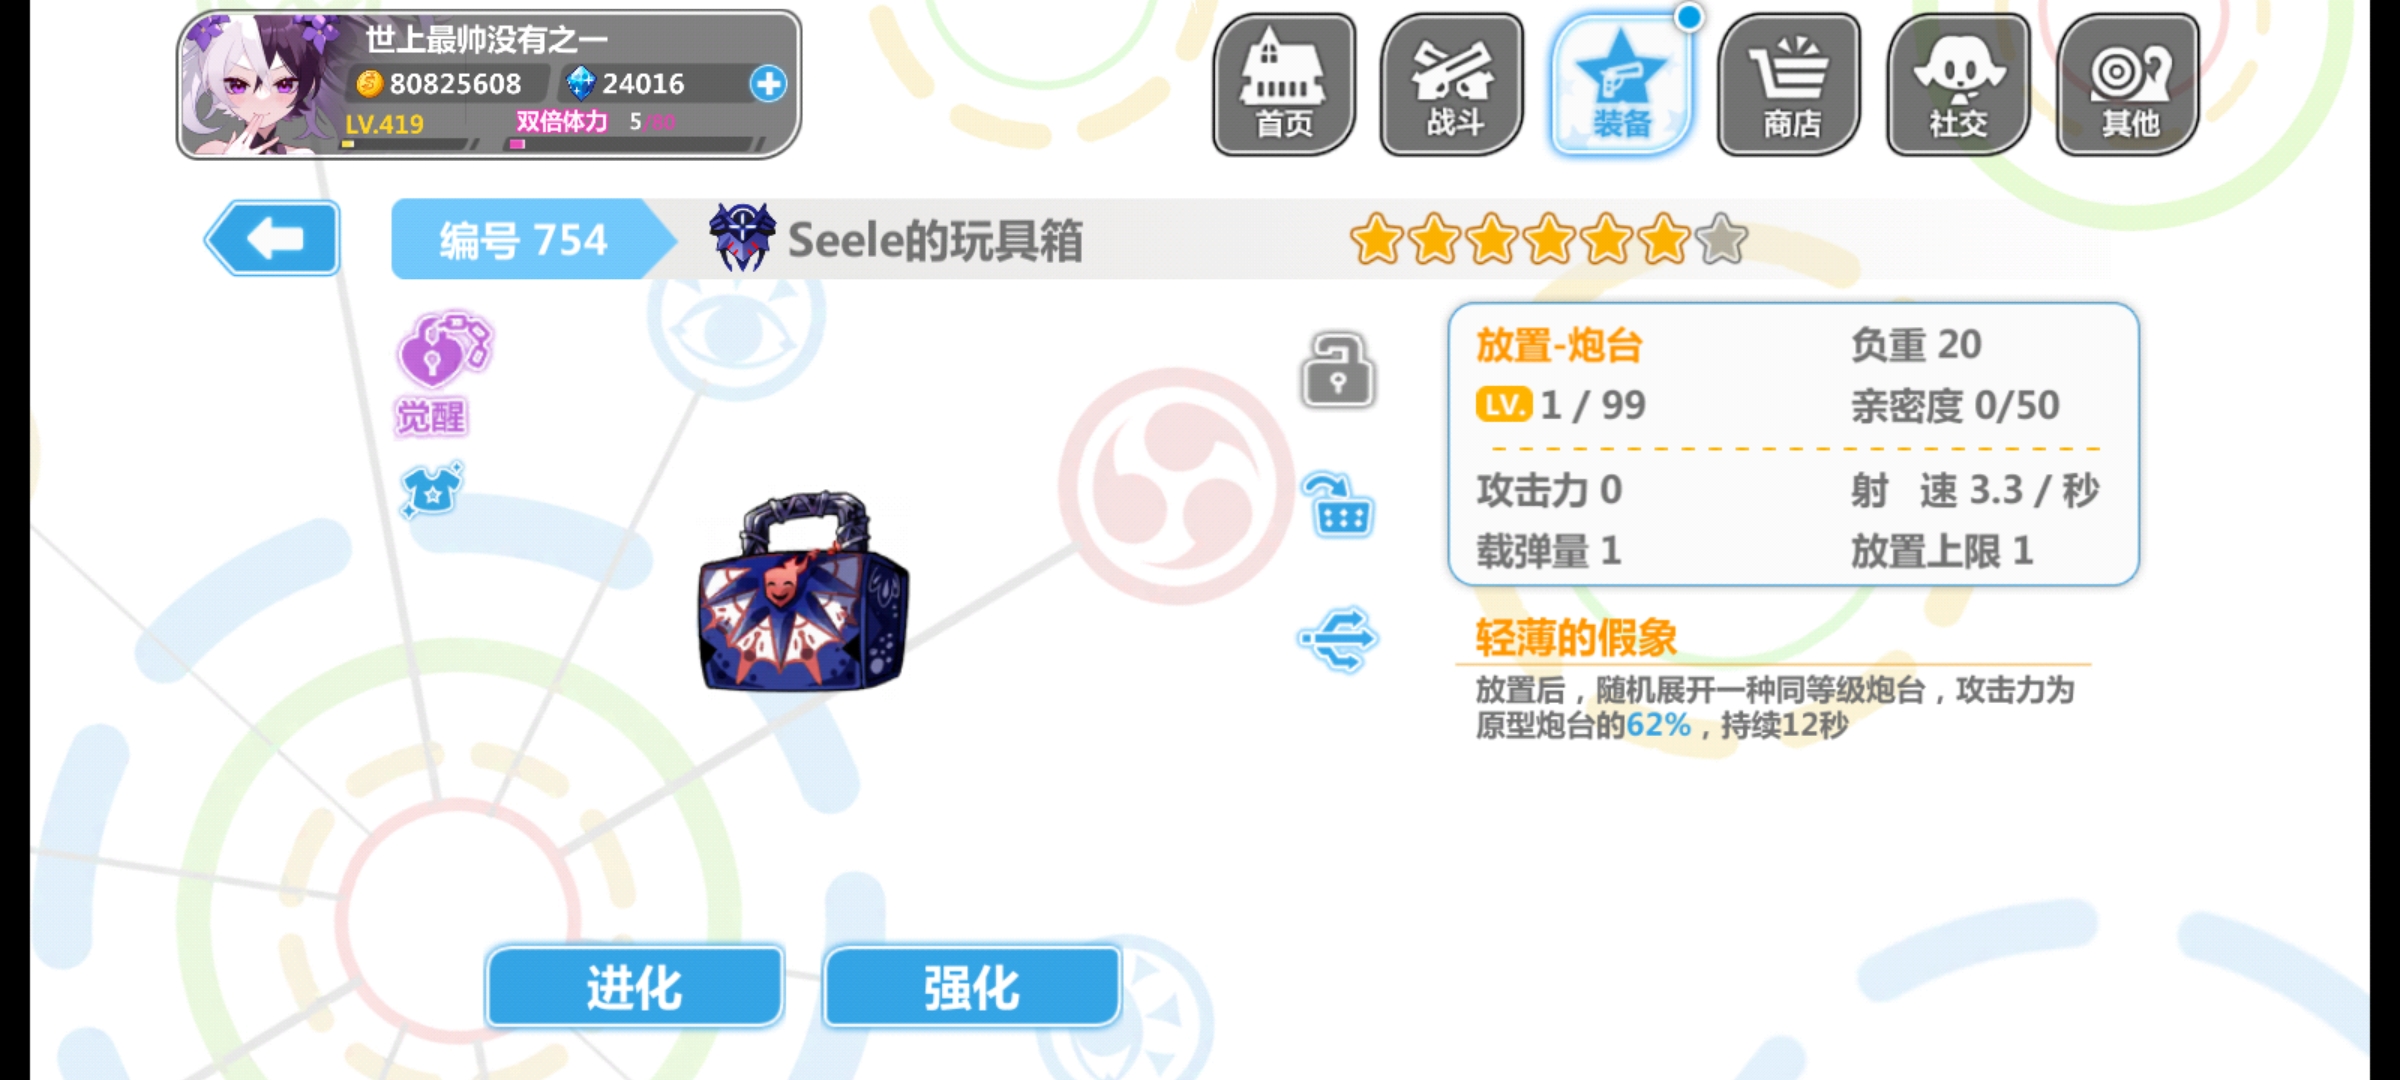 世上最帅没有之一
80825608 24016
LV.419 双倍体力 5/80
首页 战斗 装备 商店 社交 其他
编号 754 Seele的玩具箱
觉醒
放置-炮台 负重 20
LV. 1 / 99 亲密度 0/50
攻击力 0 射 速 3.3 / 秒
载弹量 1 放置上限 1
轻薄的假象
放置后，随机展开一种同等级炮台，攻击力为
原型炮台的62%，持续12秒
进化 强化